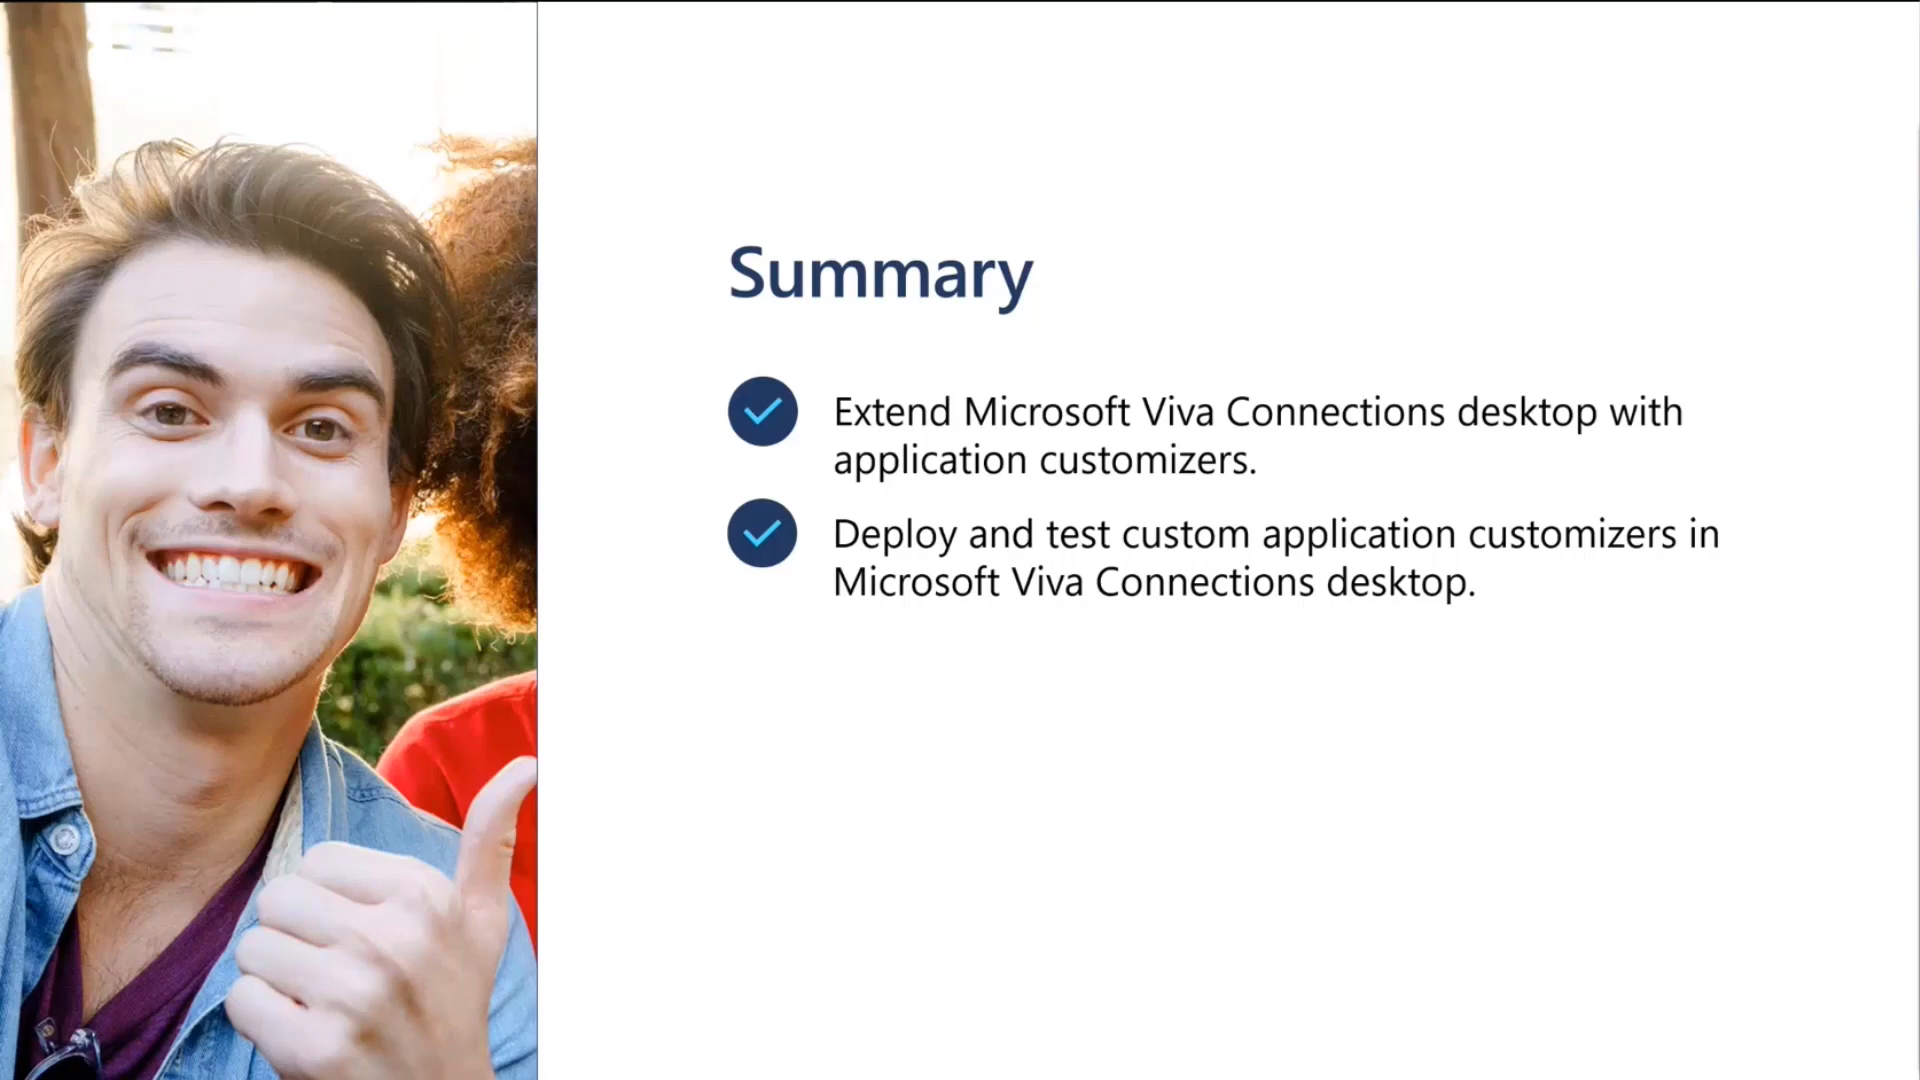 Summary
Extend Microsoft Viva Connections desktop with
application customizers.
Deploy and test custom application customizers in
Microsoft Viva Connections desktop.